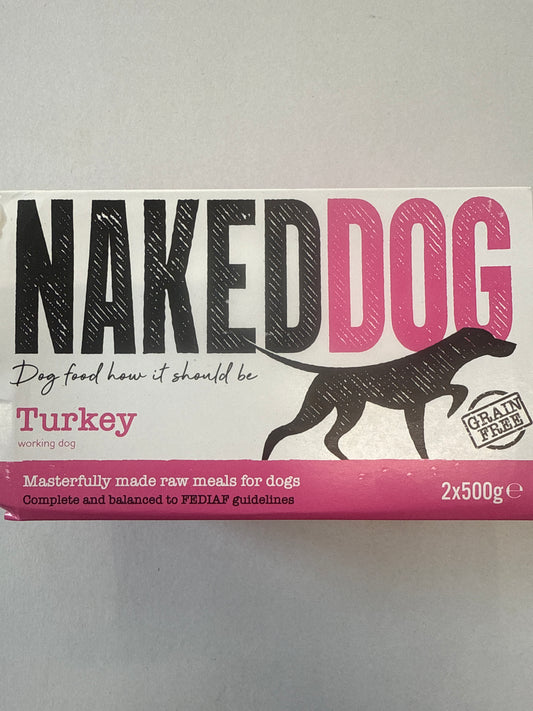 NAKEDDOG
Dog food how it should be
Turkey
working dog
GRAIN
FREE
Masterfully made raw meals for dogs
Complete and balanced to FEDIAF guidelines
2x500g℮